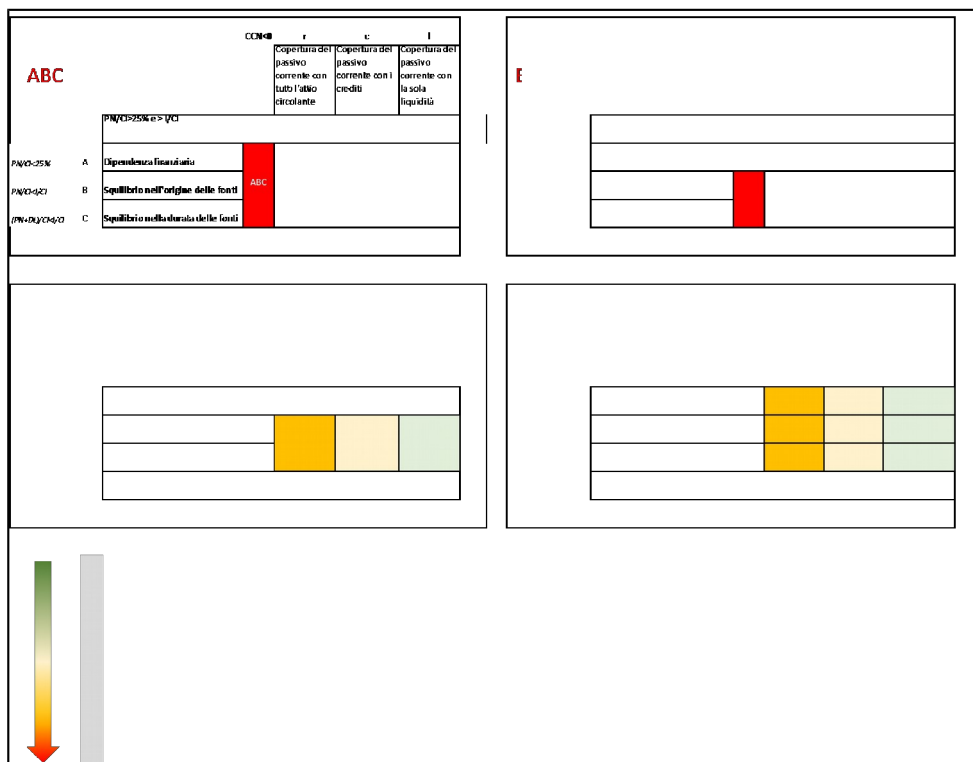 CCN<0 r c l
Copertura del passivo corrente con tutto l'attivo circolante
Copertura del passivo corrente con i crediti
Copertura del passivo corrente con la sola liquidità
ABC
PN/CI>25% e > I/CI
PN/CI<25% A Dipendenza finanziaria
ABC
PN/CI<I/CI B Squilibrio nell'origine delle fonti
(PN+DL)/CI<I/CI C Squilibrio nella durata delle fonti